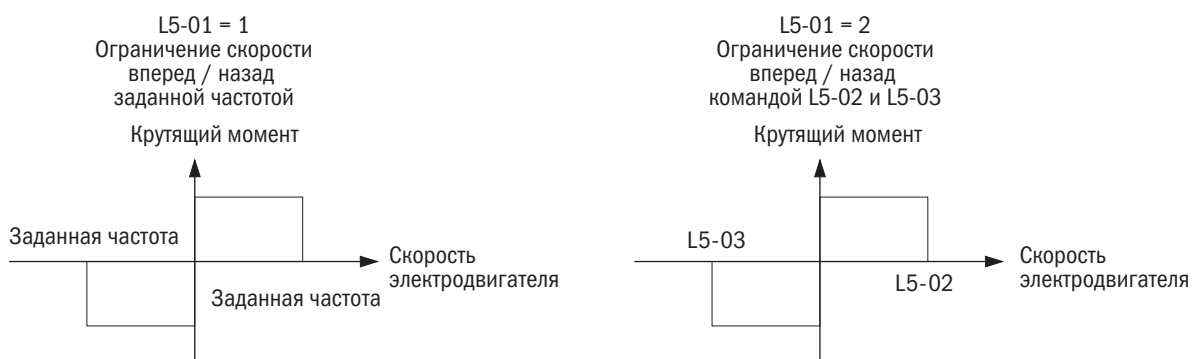 L5-01 = 1
Ограничение скорости
вперед / назад
заданной частотой
Крутящий момент
Заданная частота
Скорость
электродвигателя
Заданная частота
L5-01 = 2
Ограничение скорости
вперед / назад
командой L5-02 и L5-03
Крутящий момент
L5-03
Скорость
электродвигателя
L5-02